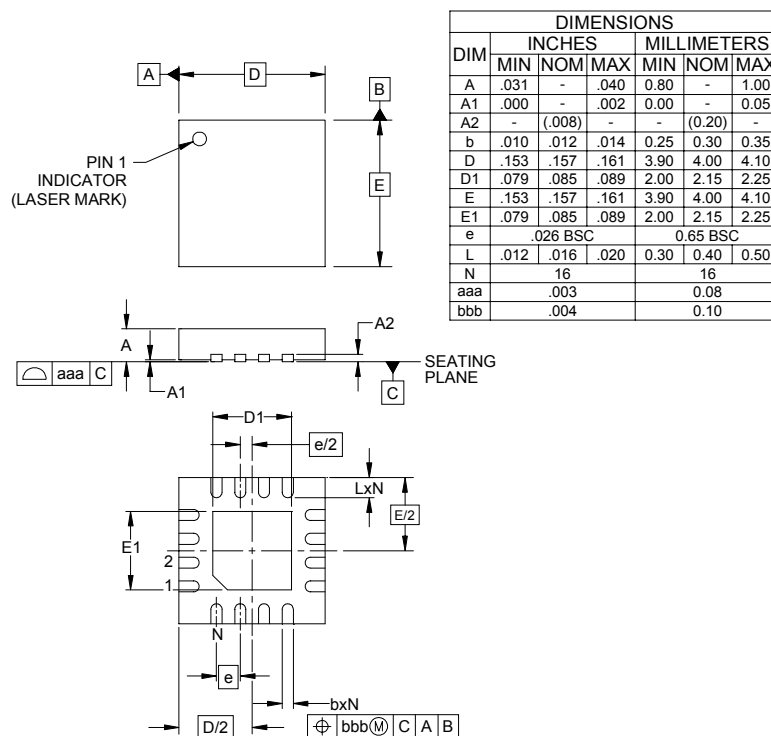 A
D
B
PIN 1
INDICATOR
(LASER MARK)
E
DIMENSIONS
DIM INCHES MILLIMETERS
MIN NOM MAX MIN NOM MAX
A .031 - .040 0.80 - 1.00
A1 .000 - .002 0.00 - 0.05
A2 - (.008) - - (0.20) -
b .010 .012 .014 0.25 0.30 0.35
D .153 .157 .161 3.90 4.00 4.10
D1 .079 .085 .089 2.00 2.15 2.25
E .153 .157 .161 3.90 4.00 4.10
E1 .079 .085 .089 2.00 2.15 2.25
e .026 BSC 0.65 BSC
L .012 .016 .020 0.30 0.40 0.50
N 16 16
aaa .003 0.08
bbb .004 0.10
A
A2
aaa C
A1
SEATING
PLANE
C
D1
e/2
LxN
E/2
E1
2
1
N
e
bxN
D/2
bbb Ⓜ C A B